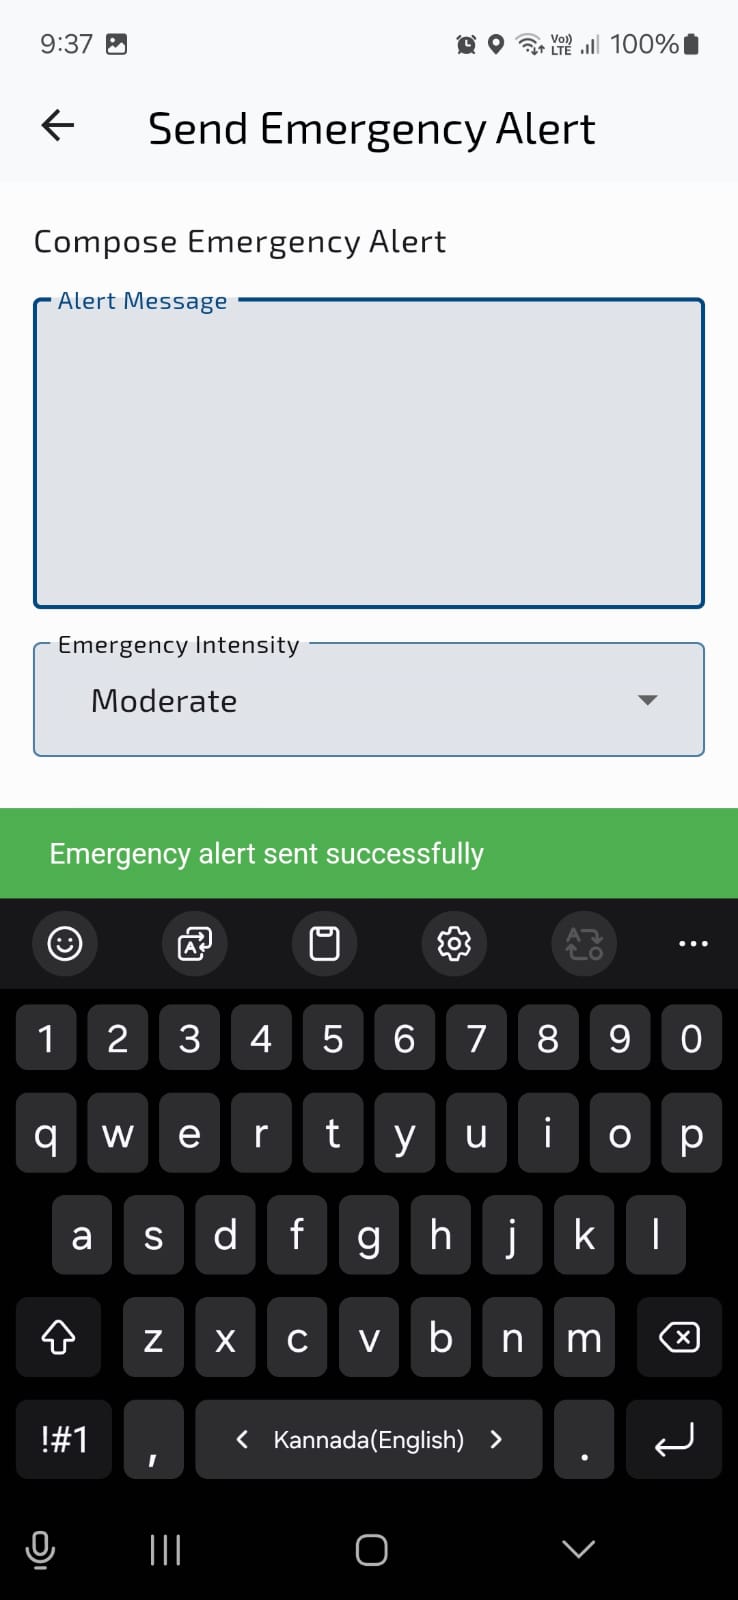 9:37 Vo)) LTE 100%
Send Emergency Alert
Compose Emergency Alert
Alert Message
Emergency Intensity
Moderate
Emergency alert sent successfully
1 2 3 4 5 6 7 8 9 0
q w e r t y u i o p
a s d f g h j k l
z x c v b n m
!#1 , < Kannada(English) > .